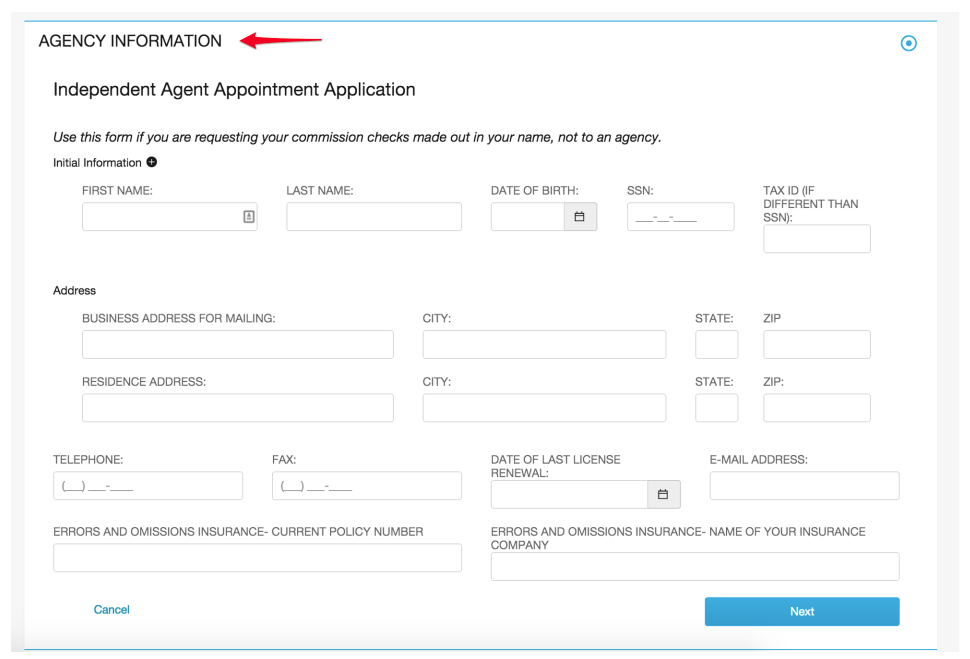 AGENCY INFORMATION
Independent Agent Appointment Application
Use this form if you are requesting your commission checks made out in your name, not to an agency.
Initial Information
FIRST NAME: LAST NAME: DATE OF BIRTH: SSN: TAX ID (IF
DIFFERENT THAN
SSN):
___-__-____
Address
BUSINESS ADDRESS FOR MAILING: CITY: STATE: ZIP
RESIDENCE ADDRESS: CITY: STATE: ZIP:
TELEPHONE: FAX: DATE OF LAST LICENSE E-MAIL ADDRESS:
RENEWAL:
(___) ___-____ (___) ___-____
ERRORS AND OMISSIONS INSURANCE- CURRENT POLICY NUMBER ERRORS AND OMISSIONS INSURANCE- NAME OF YOUR INSURANCE
COMPANY
Cancel Next